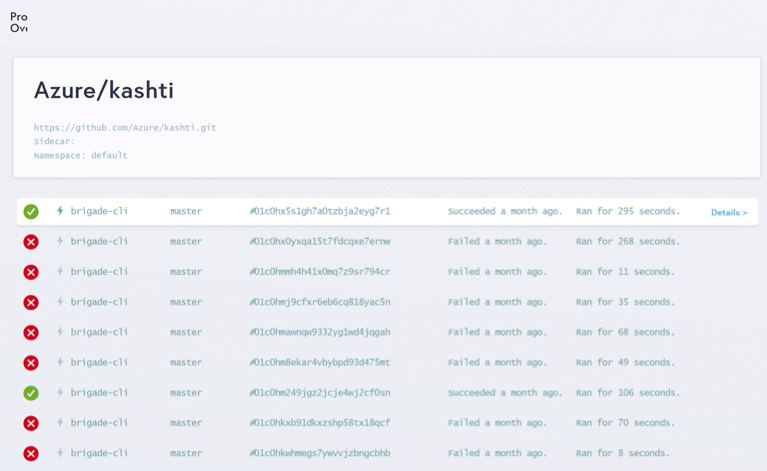 Pro
Ove
Azure/kashti
https://github.com/Azure/kashti.git
Sidecar:
Namespace: default
brigade-cli master #01c0hx5s1gh7a0tzbja2eyg7r1 Succeeded a month ago. Ran for 295 seconds. Details >
brigade-cli master #01c0hx0yxqa15t7fdcqxe7ernw Failed a month ago. Ran for 268 seconds.
brigade-cli master #01c0hmmh4h41x0mq7z9sr794cr Failed a month ago. Ran for 11 seconds.
brigade-cli master #01c0hmj9cfxr6eb6cq818yac5n Failed a month ago. Ran for 35 seconds.
brigade-cli master #01c0hmawnqw9332yg1wd4jqgah Failed a month ago. Ran for 68 seconds.
brigade-cli master #01c0hm8ekar4vbybpd93d475mt Failed a month ago. Ran for 49 seconds.
brigade-cli master #01c0hm249jgz2jcje4wj2cf0sn Succeeded a month ago. Ran for 106 seconds.
brigade-cli master #01c0hkxb91dkxzshp58tx18qcf Failed a month ago. Ran for 70 seconds.
brigade-cli master #01c0hkwhmegs7ywvvjzbngcbhb Failed a month ago. Ran for 8 seconds.